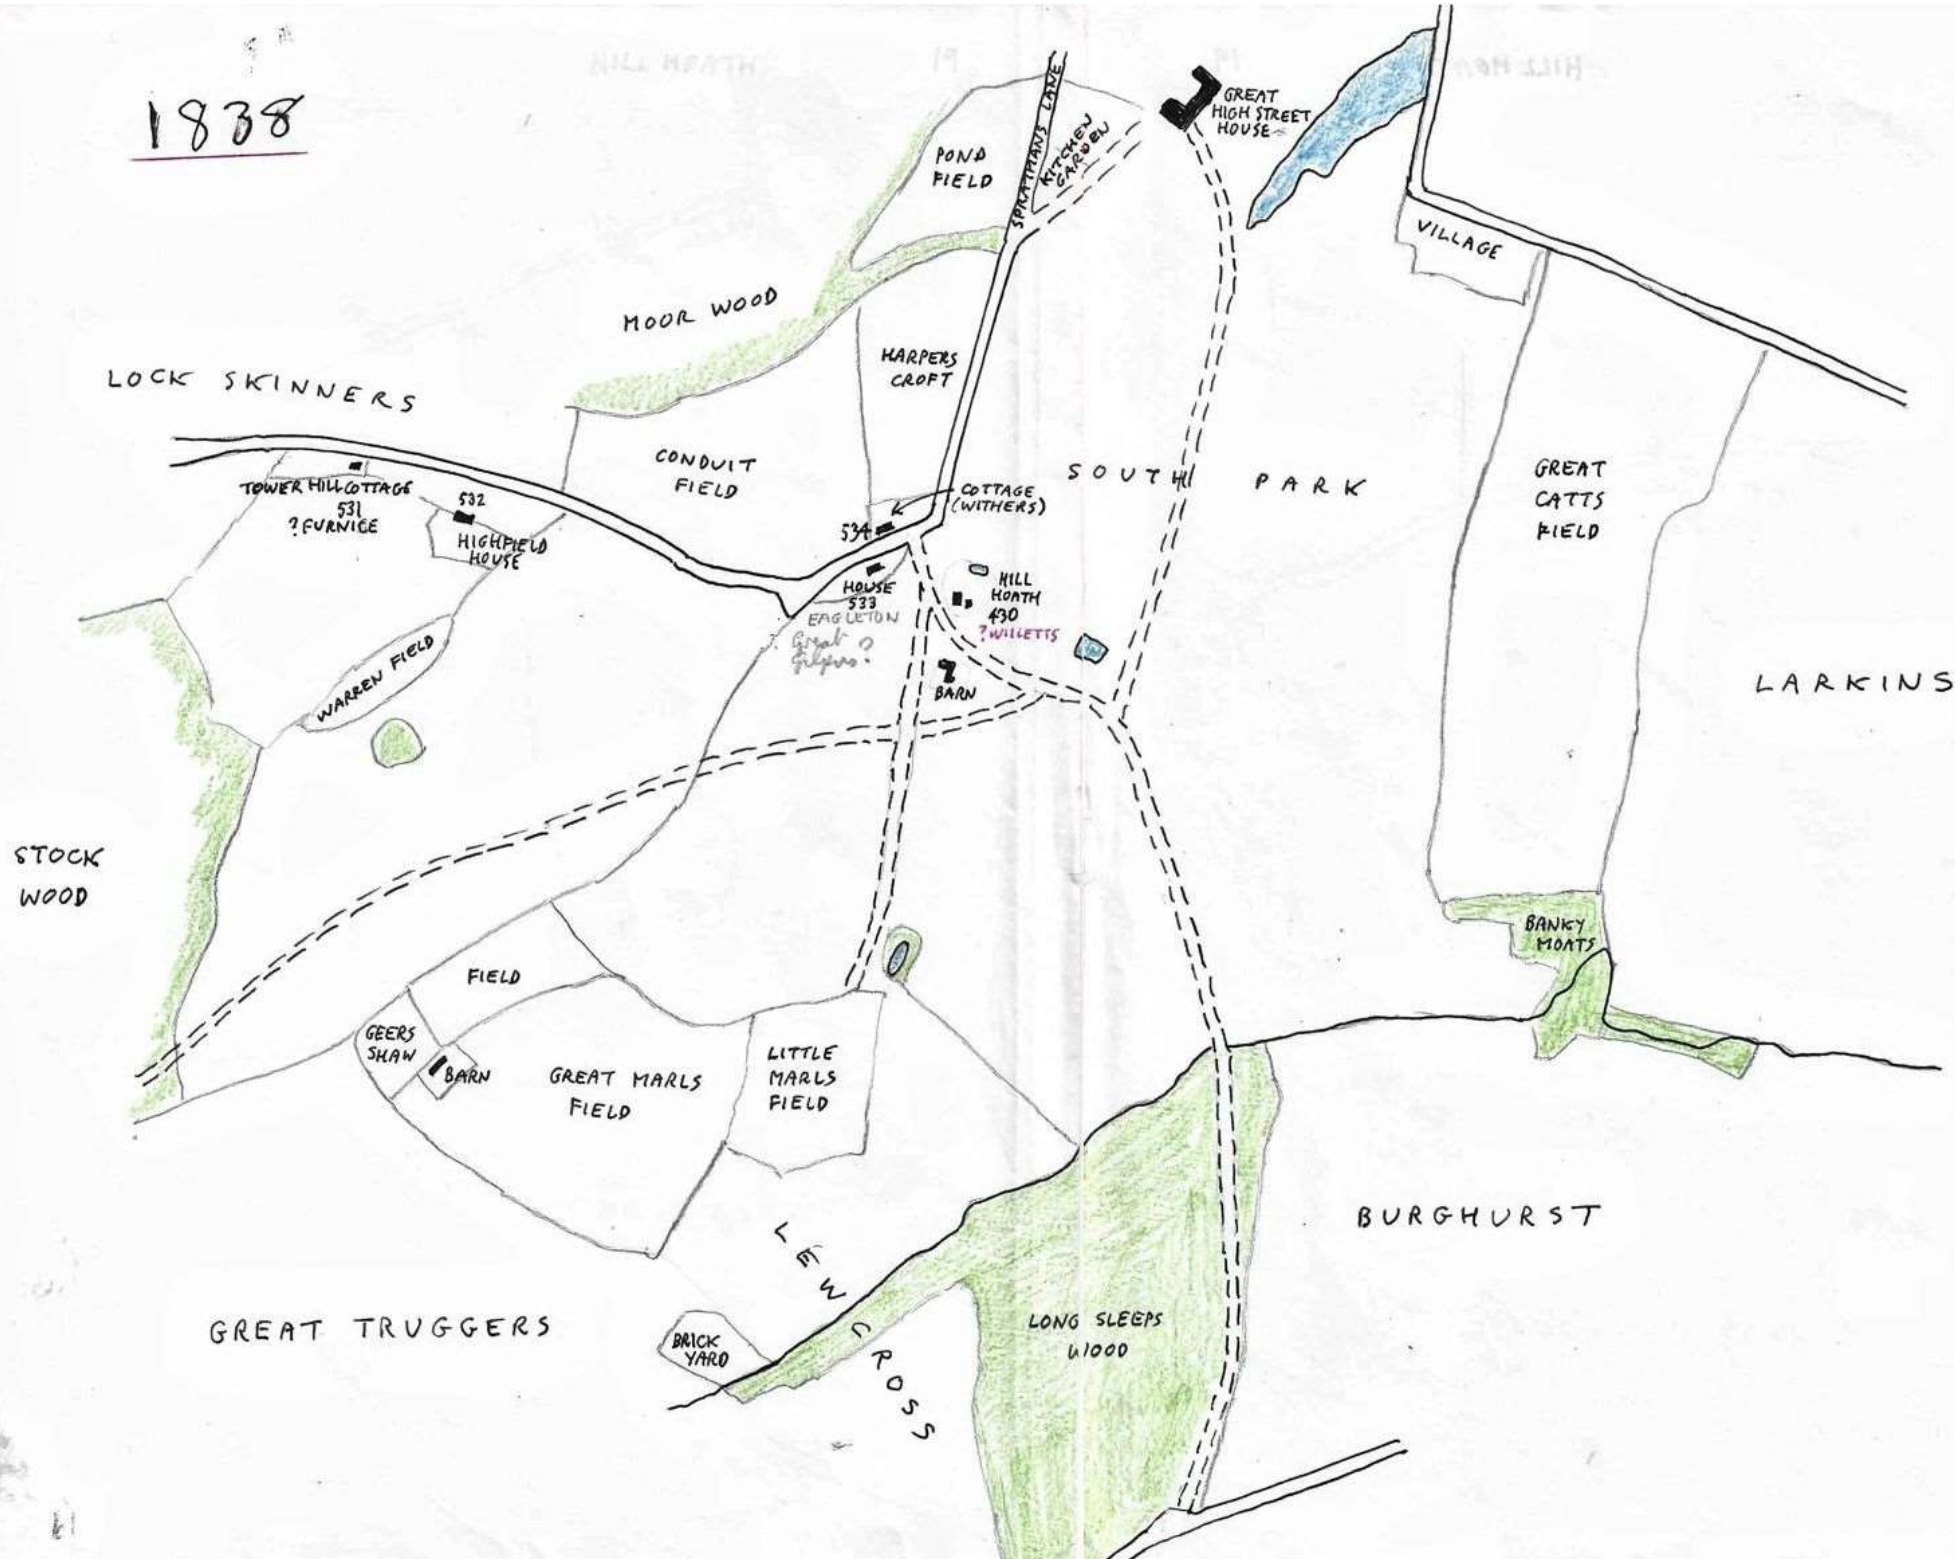 1838
SPRATMANS LANE
KITCHEN
GARDEN
GREAT
HIGH STREET
HOUSE
POND
FIELD
VILLAGE
MOOR WOOD
LOCK SKINNERS
HARPERS
CROFT
CONDUIT
FIELD
SOUTH PARK
GREAT
CATTS
FIELD
TOWER HILL COTTAGE
531
? FURNICE
532
HIGHFIELD
HOUSE
COTTAGE
(WITHERS)
534
HOUSE
533
EAGLETON
Great ?
HILL
HOATH
430
? WILLETTS
WARREN FIELD
BARN
LARKINS
STOCK
WOOD
BANKY
MOATS
FIELD
GEERS
SHAW
BARN
GREAT MARLS
FIELD
LITTLE
MARLS
FIELD
BURGHURST
LEW CROSS
GREAT TRUGGERS
BRICK
YARD
LONG SLEEPS
WOOD